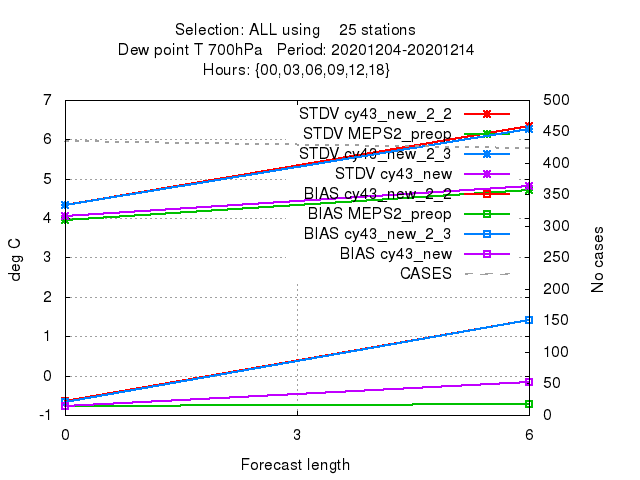 Selection: ALL using    25 stations
Dew point T 700hPa   Period: 20201204-20201214
Hours: {00,03,06,09,12,18}
STDV cy43_new_2_2
STDV MEPS2_preop
STDV cy43_new_2_3
STDV cy43_new
BIAS cy43_new_2_2
BIAS MEPS2_preop
BIAS cy43_new_2_3
BIAS cy43_new
CASES
7
6
5
4
3
2
1
0
-1
deg C
500
450
400
350
300
250
200
150
100
50
0
No cases
0 3 6
Forecast length